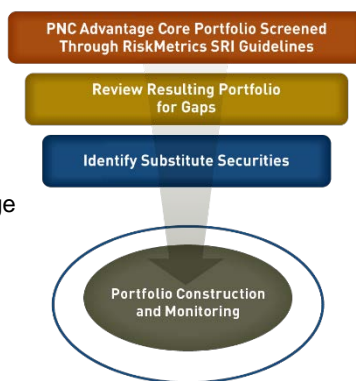 PNC Advantage Core Portfolio Screened
Through RiskMetrics SRI Guidelines
Review Resulting Portfolio
for Gaps
Identify Substitute Securities
Portfolio Construction
and Monitoring